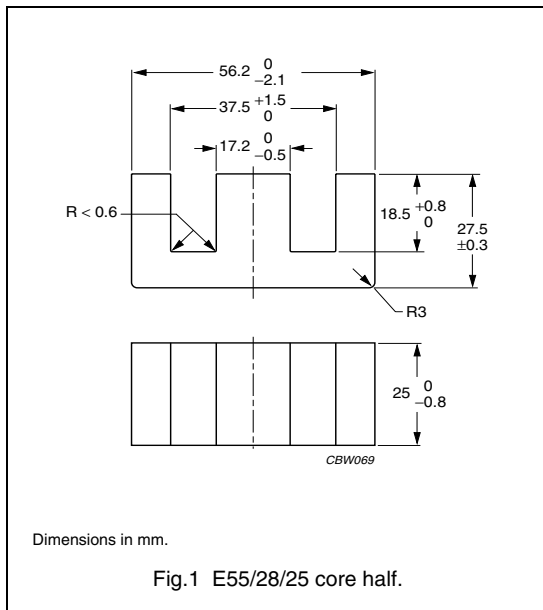 56.2 0 −2.1
37.5 +1.5 0
17.2 0 −0.5
R < 0.6
18.5 +0.8 0
27.5 ±0.3
R3
25 0 −0.8
CBW069
Dimensions in mm.
Fig.1 E55/28/25 core half.